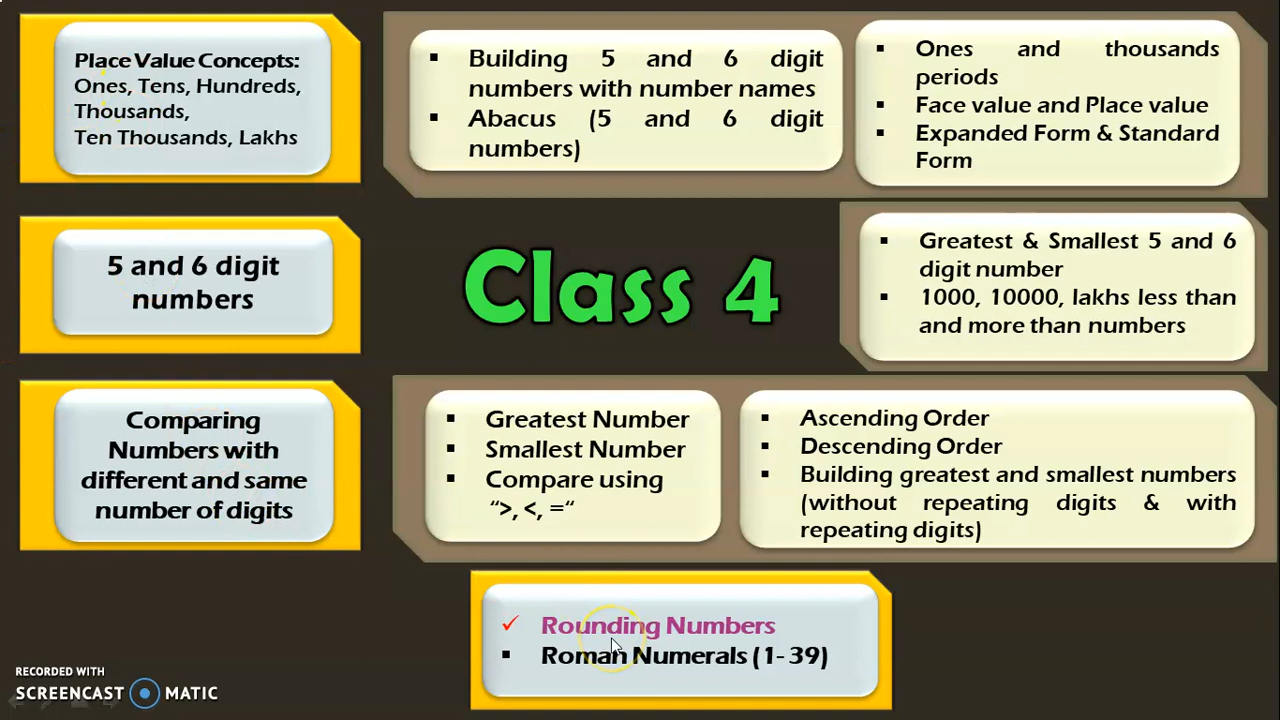 Place Value Concepts:
Ones, Tens, Hundreds,
Thousands,
Ten Thousands, Lakhs
▪ Building 5 and 6 digit
numbers with number names
▪ Abacus (5 and 6 digit
numbers)
▪ Ones and thousands
periods
▪ Face value and Place value
▪ Expanded Form & Standard
Form
5 and 6 digit
numbers
Class 4
▪ Greatest & Smallest 5 and 6
digit number
▪ 1000, 10000, lakhs less than
and more than numbers
Comparing
Numbers with
different and same
number of digits
▪ Greatest Number
▪ Smallest Number
▪ Compare using
“>, <, =“
▪ Ascending Order
▪ Descending Order
▪ Building greatest and smallest numbers
(without repeating digits & with
repeating digits)
✓ Rounding Numbers
▪ Roman Numerals (1-39)
RECORDED WITH
SCREENCAST MATIC